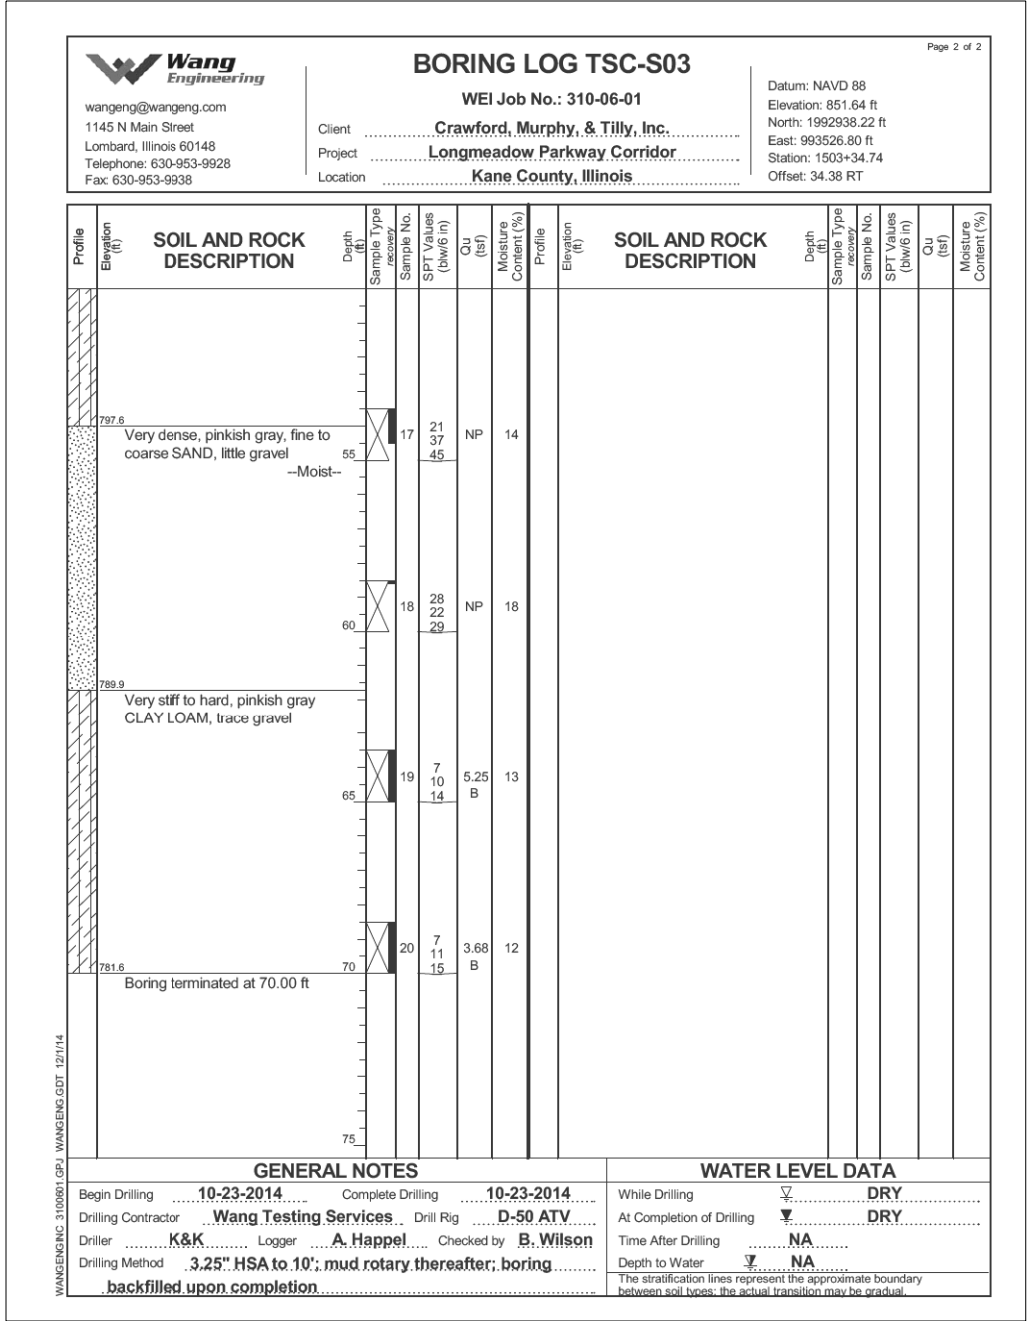 Page 2 of 2
Wang
Engineering
wangeng@wangeng.com
1145 N Main Street
Lombard, Illinois 60148
Telephone: 630-953-9928
Fax: 630-953-9938
BORING LOG TSC-S03
WEI Job No.: 310-06-01
Client Crawford, Murphy, & Tilly, Inc.
Project Longmeadow Parkway Corridor
Location Kane County, Illinois
Datum: NAVD 88
Elevation: 851.64 ft
North: 1992938.22 ft
East: 993526.80 ft
Station: 1503+34.74
Offset: 34.38 RT
Profile
Elevation
(ft)
SOIL AND ROCK
DESCRIPTION
Depth
(ft)
Sample Type
recovery
Sample No.
SPT Values
(blw/6 in)
Qu
(tsf)
Moisture
Content (%)
Profile
Elevation
(ft)
SOIL AND ROCK
DESCRIPTION
Depth
(ft)
Sample Type
recovery
Sample No.
SPT Values
(blw/6 in)
Qu
(tsf)
Moisture
Content (%)
797.6
Very dense, pinkish gray, fine to
coarse SAND, little gravel
--Moist--
55
17
21
37
45
NP
14
60
18
28
22
29
NP
18
789.9
Very stiff to hard, pinkish gray
CLAY LOAM, trace gravel
65
19
7
10
14
5.25
B
13
70
20
7
11
15
3.68
B
12
781.6
Boring terminated at 70.00 ft
75
WANGENGINC 3100601.GPJ WANGENG.GDT 12/1/14
GENERAL NOTES
Begin Drilling 10-23-2014 Complete Drilling 10-23-2014
Drilling Contractor Wang Testing Services Drill Rig D-50 ATV
Driller K&K Logger A. Happel Checked by B. Wilson
Drilling Method 3.25" HSA to 10'; mud rotary thereafter; boring
backfilled upon completion
WATER LEVEL DATA
While Drilling DRY
At Completion of Drilling DRY
Time After Drilling NA
Depth to Water NA
The stratification lines represent the approximate boundary
between soil types; the actual transition may be gradual.